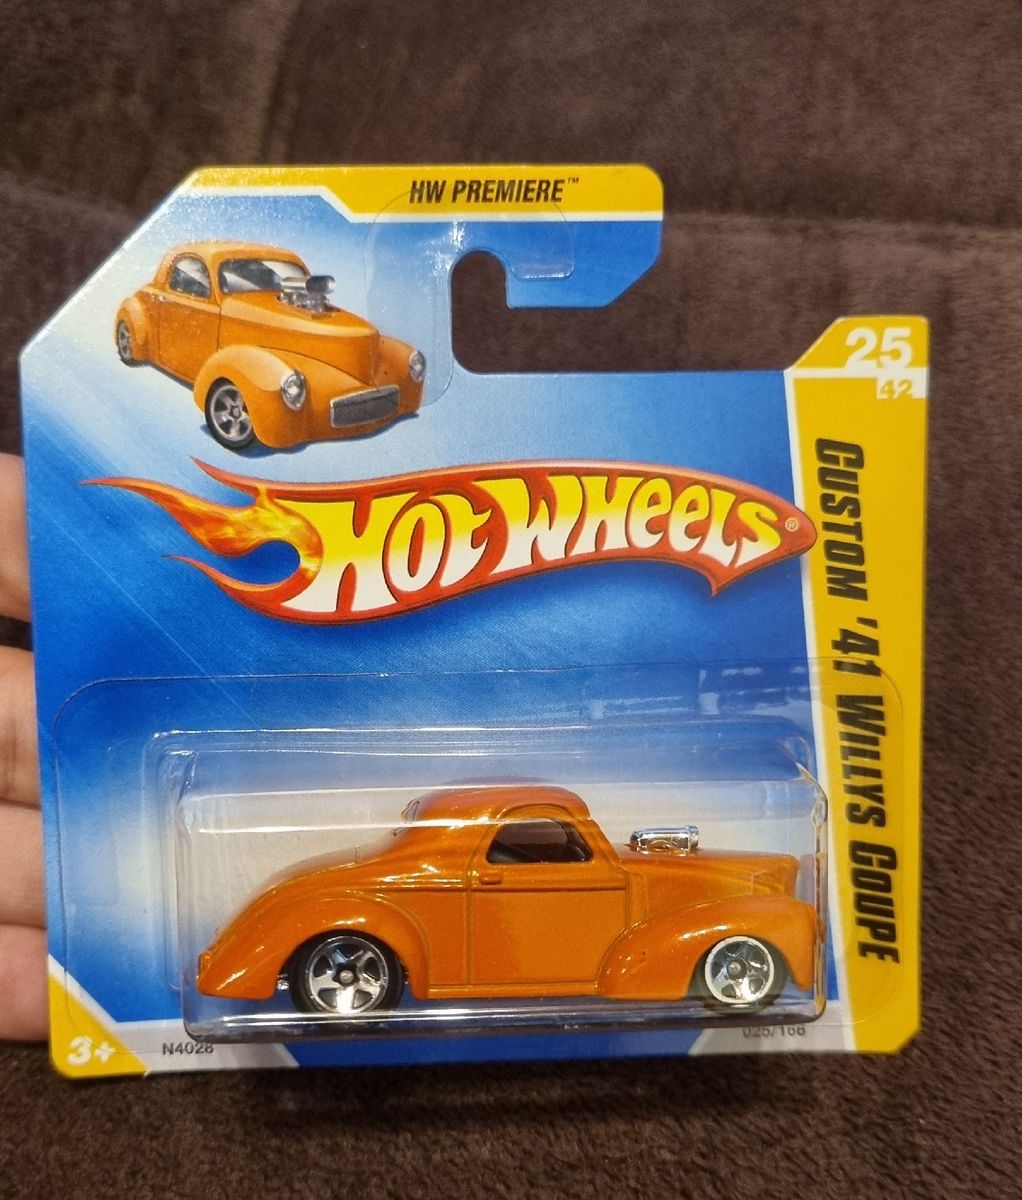 HW PREMIERE™
25
42
CUSTOM '41 WILLYS COUPE
HOT WHEELS®
3+
N4028
025/166